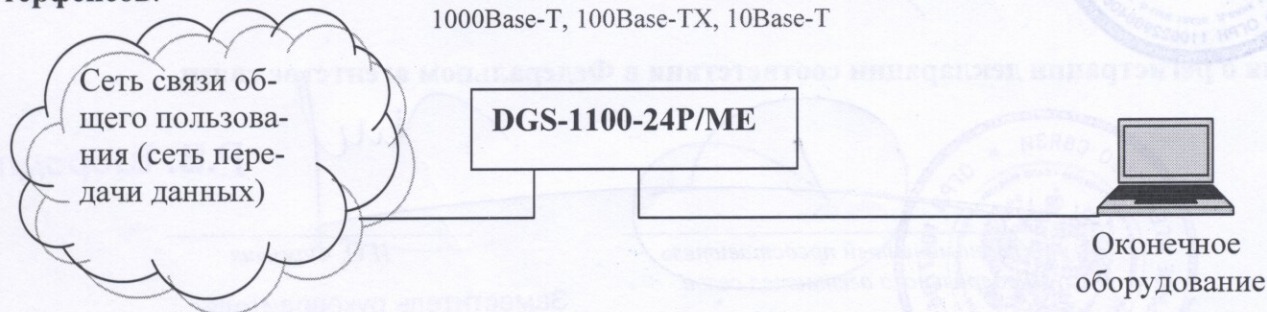 терфейсов:
1000Base-T, 100Base-TX, 10Base-T
Сеть связи об-
щего пользова-
ния (сеть пере-
дачи данных)
DGS-1100-24P/ME
Оконечное
оборудование